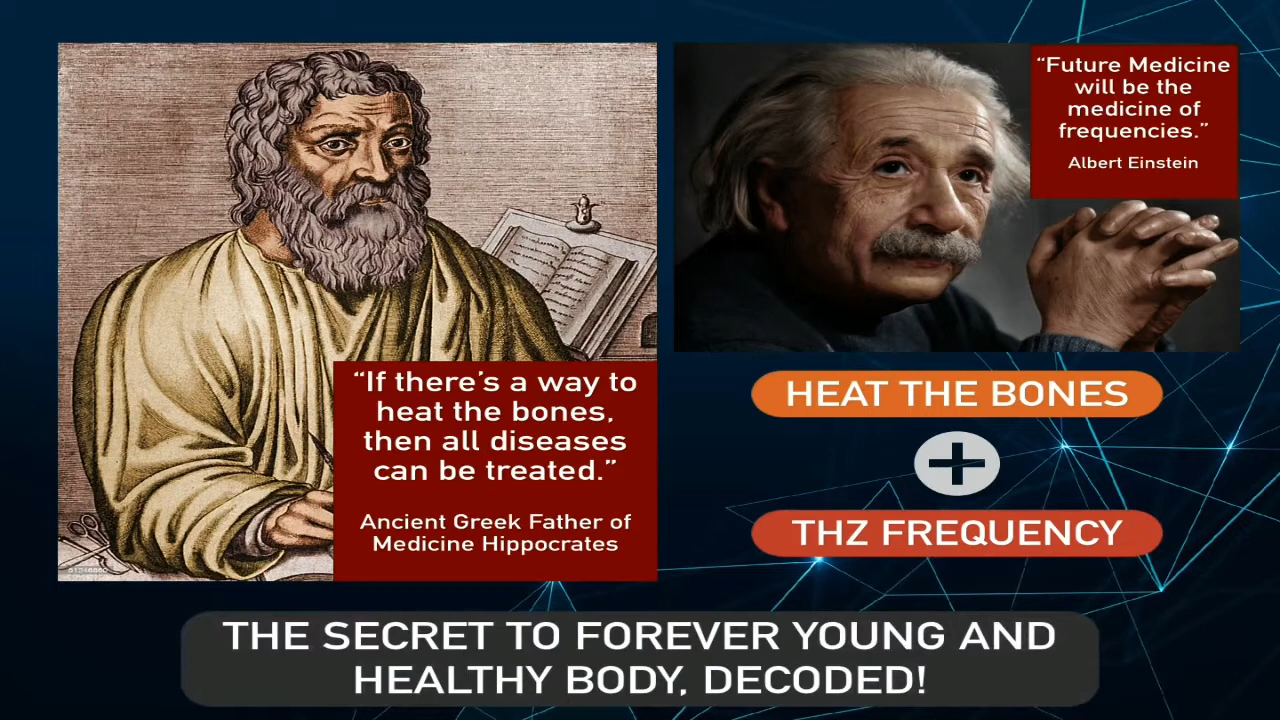 “If there’s a way to
heat the bones,
then all diseases
can be treated.”
Ancient Greek Father of
Medicine Hippocrates
“Future Medicine
will be the
medicine of
frequencies.”
Albert Einstein
HEAT THE BONES
+
THZ FREQUENCY
THE SECRET TO FOREVER YOUNG AND
HEALTHY BODY, DECODED!